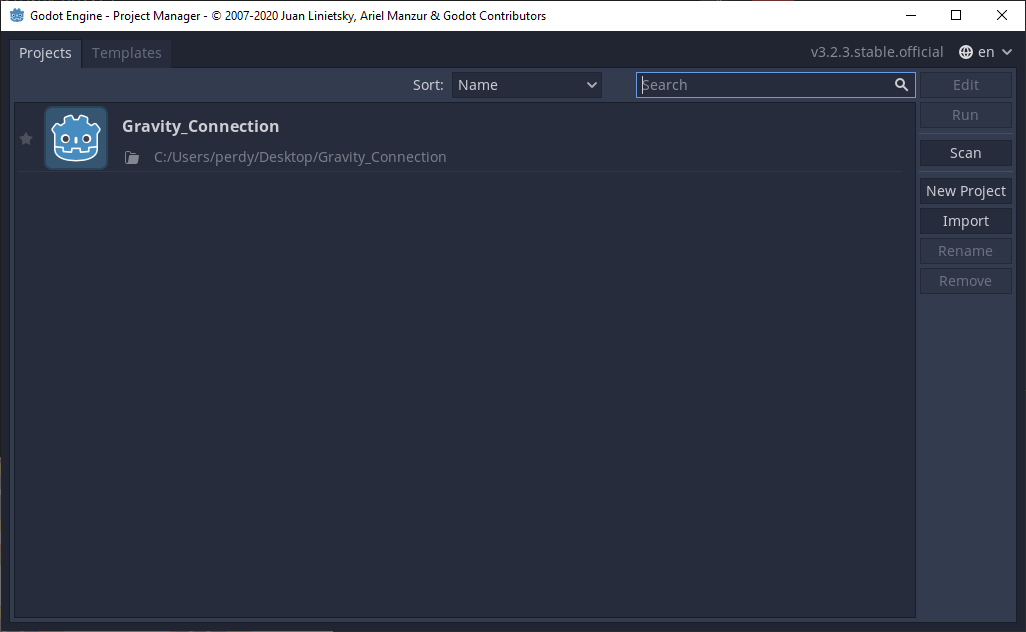 Godot Engine - Project Manager - © 2007-2020 Juan Linietsky, Ariel Manzur & Godot Contributors
Projects Templates v3.2.3.stable.official en
Sort: Name Search Edit
Run
Gravity_Connection
C:/Users/perdy/Desktop/Gravity_Connection
Scan
New Project
Import
Rename
Remove